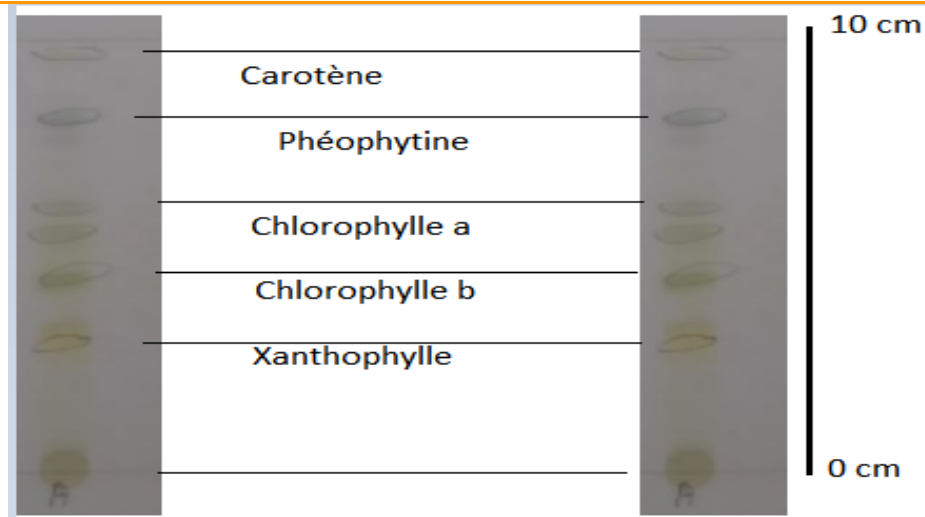 10 cm
Carotène
Phéophytine
Chlorophylle a
Chlorophylle b
Xanthophylle
0 cm
A
A